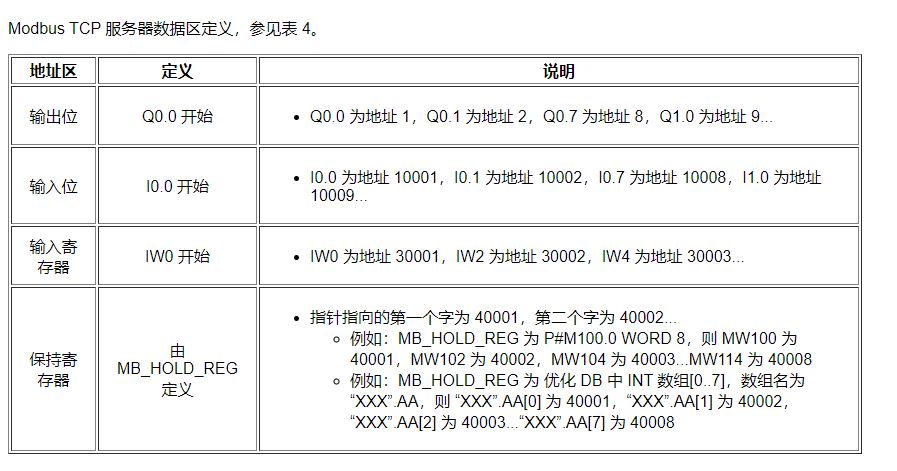 Modbus TCP 服务器数据区定义，参见表 4。
地址区 定义 说明
输出位 Q0.0 开始 • Q0.0 为地址 1，Q0.1 为地址 2，Q0.7 为地址 8，Q1.0 为地址 9...
输入位 I0.0 开始 • I0.0 为地址 10001，I0.1 为地址 10002，I0.7 为地址 10008，I1.0 为地址
10009...
输入寄
存器
IW0 开始 • IW0 为地址 30001，IW2 为地址 30002，IW4 为地址 30003...
保持寄
存器
由
MB_HOLD_REG
定义
• 指针指向的第一个字为 40001，第二个字为 40002...
○ 例如：MB_HOLD_REG 为 P#M100.0 WORD 8，则 MW100 为
40001，MW102 为 40002，MW104 为 40003...MW114 为 40008
○ 例如：MB_HOLD_REG 为 优化 DB 中 INT 数组[0..7]，数组名为
“XXX”.AA，则 “XXX”.AA[0] 为 40001，“XXX”.AA[1] 为 40002，
“XXX”.AA[2] 为 40003...“XXX”.AA[7] 为 40008